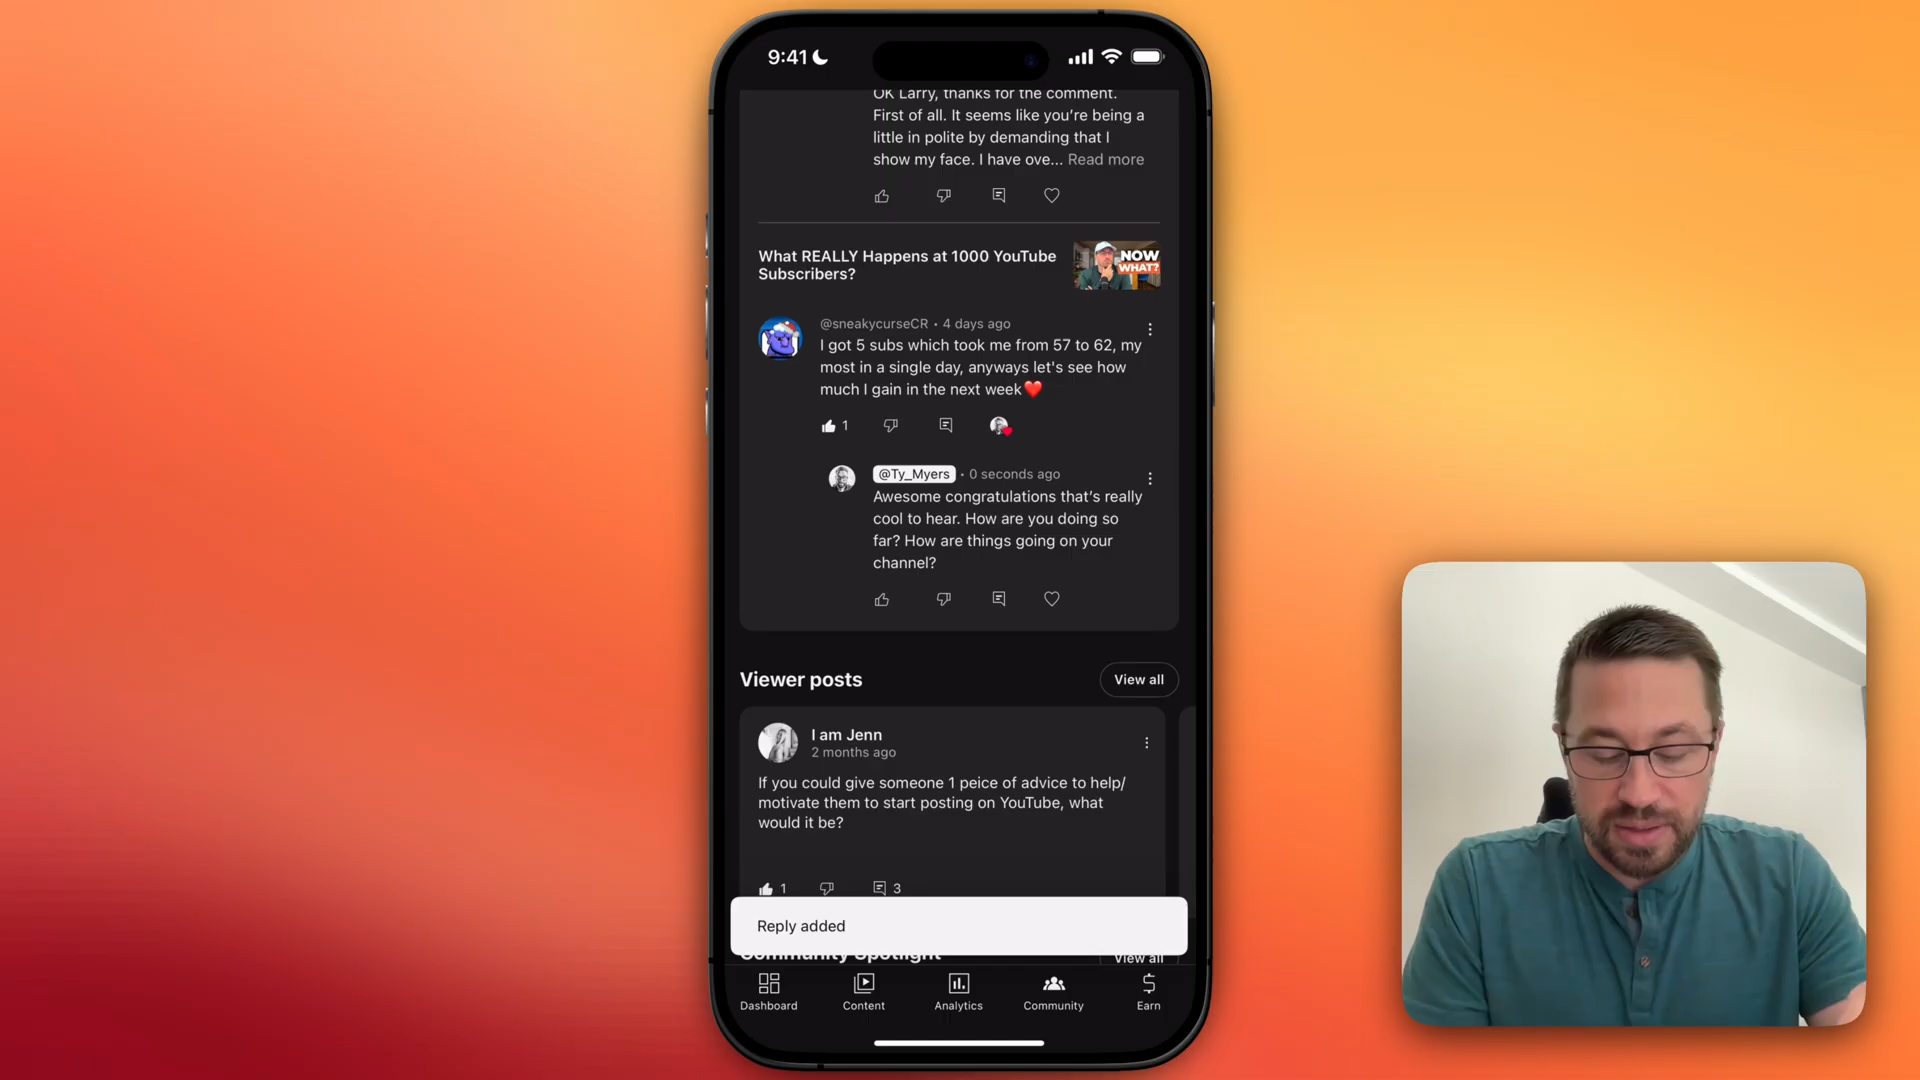 9:41
OK Larry, thanks for the comment.
First of all. It seems like you're being a
little in polite by demanding that I
show my face. I have ove... Read more
What REALLY Happens at 1000 YouTube
Subscribers?
NOW
WHAT?
@sneakycurseCR • 4 days ago
I got 5 subs which took me from 57 to 62, my
most in a single day, anyways let's see how
much I gain in the next week❤️
1
@Ty_Myers • 0 seconds ago
Awesome congratulations that's really
cool to hear. How are you doing so
far? How are things going on your
channel?
Viewer posts
View all
I am Jenn
2 months ago
If you could give someone 1 peice of advice to help/
motivate them to start posting on YouTube, what
would it be?
1 3
Reply added
Community Spotlight
View all
Dashboard Content Analytics Community Earn